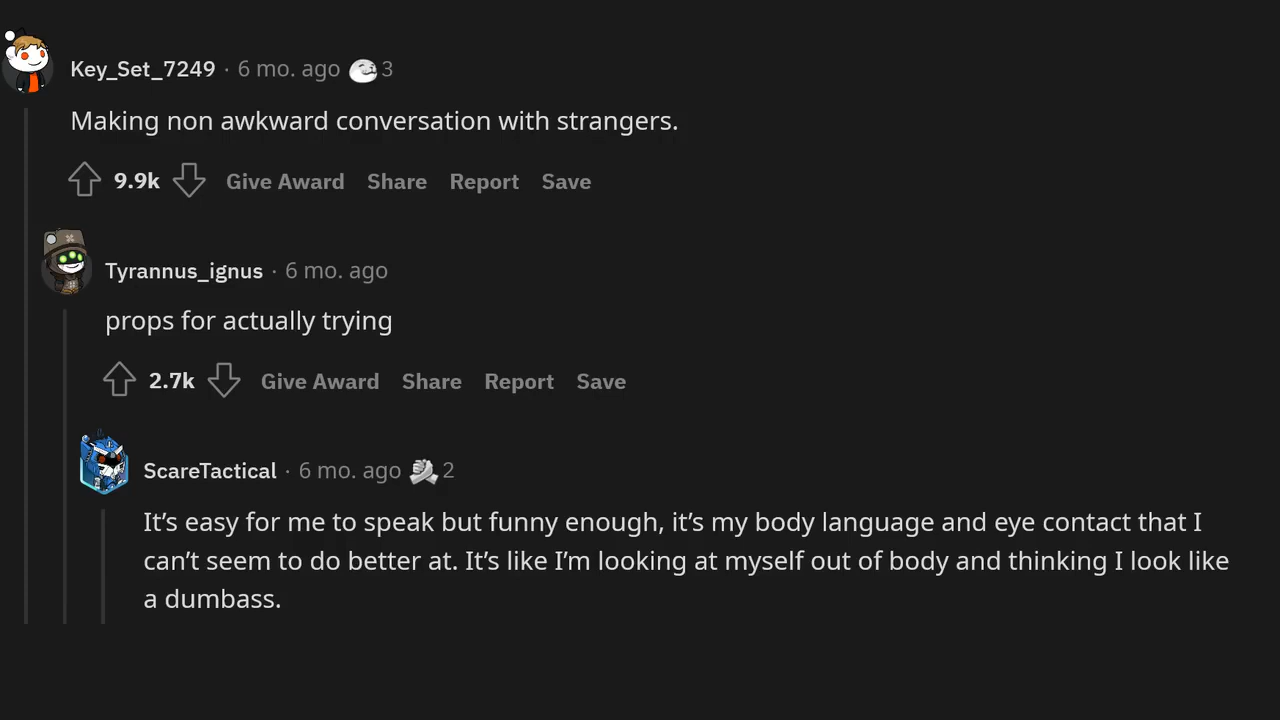 Key_Set_7249 · 6 mo. ago 3
Making non awkward conversation with strangers.
9.9k Give Award Share Report Save
Tyrannus_ignus · 6 mo. ago
props for actually trying
2.7k Give Award Share Report Save
ScareTactical · 6 mo. ago 2
It’s easy for me to speak but funny enough, it’s my body language and eye contact that I
can’t seem to do better at. It’s like I’m looking at myself out of body and thinking I look like
a dumbass.